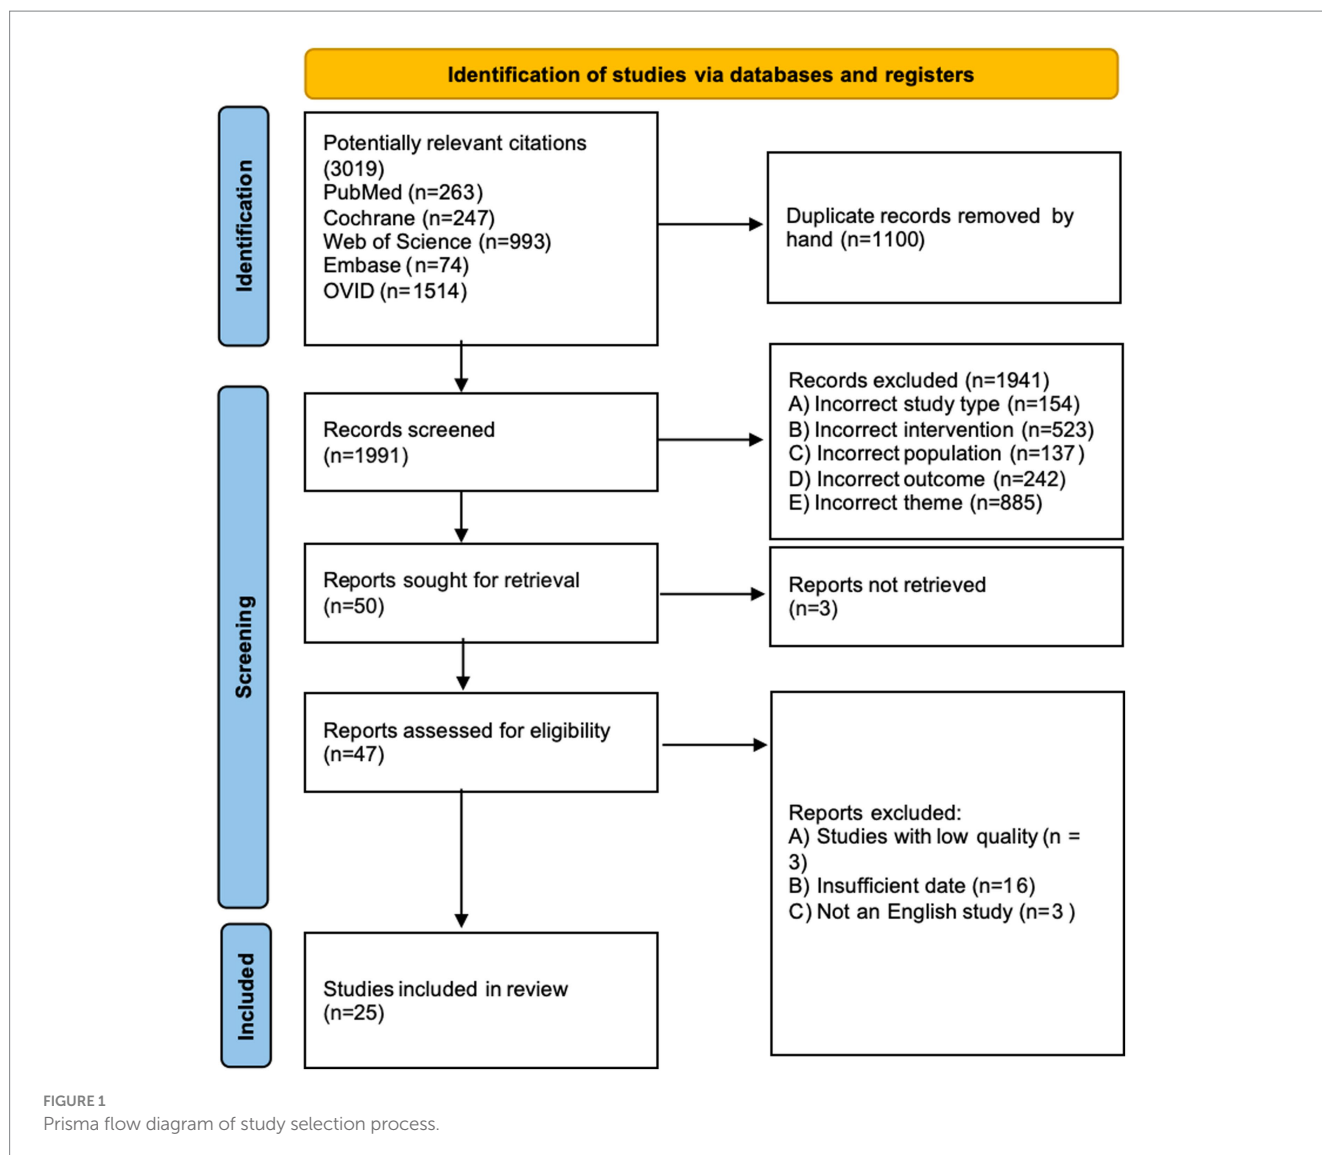 Identification of studies via databases and registers
Identification
Potentially relevant citations
(3019)
PubMed (n=263)
Cochrane (n=247)
Web of Science (n=993)
Embase (n=74)
OVID (n=1514)
Duplicate records removed by
hand (n=1100)
Screening
Records screened
(n=1991)
Records excluded (n=1941)
A) Incorrect study type (n=154)
B) Incorrect intervention (n=523)
C) Incorrect population (n=137)
D) Incorrect outcome (n=242)
E) Incorrect theme (n=885)
Reports sought for retrieval
(n=50)
Reports not retrieved
(n=3)
Reports assessed for eligibility
(n=47)
Reports excluded:
A) Studies with low quality (n =
3)
B) Insufficient date (n=16)
C) Not an English study (n=3 )
Included
Studies included in review
(n=25)
FIGURE 1
Prisma flow diagram of study selection process.